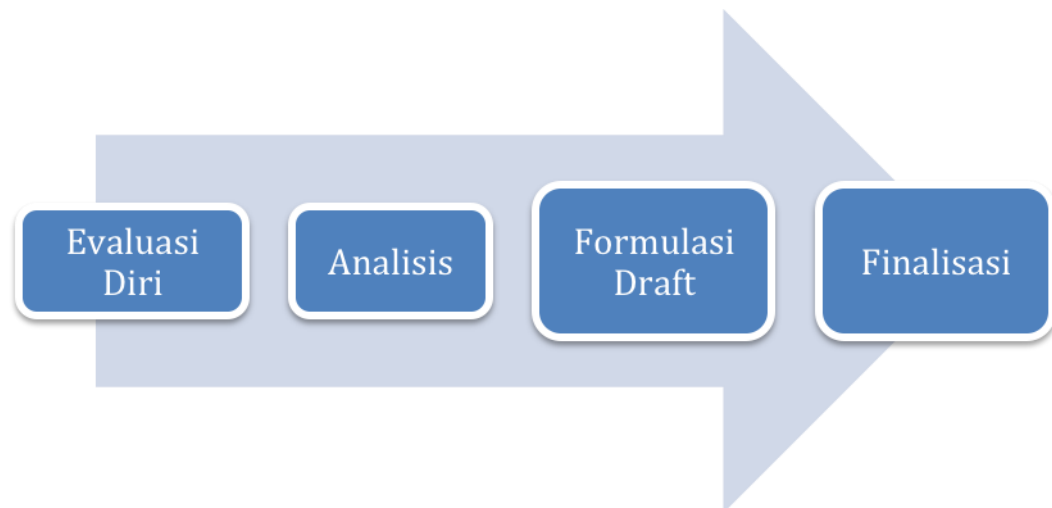 Evaluasi
Diri
Analisis
Formulasi
Draft
Finalisasi